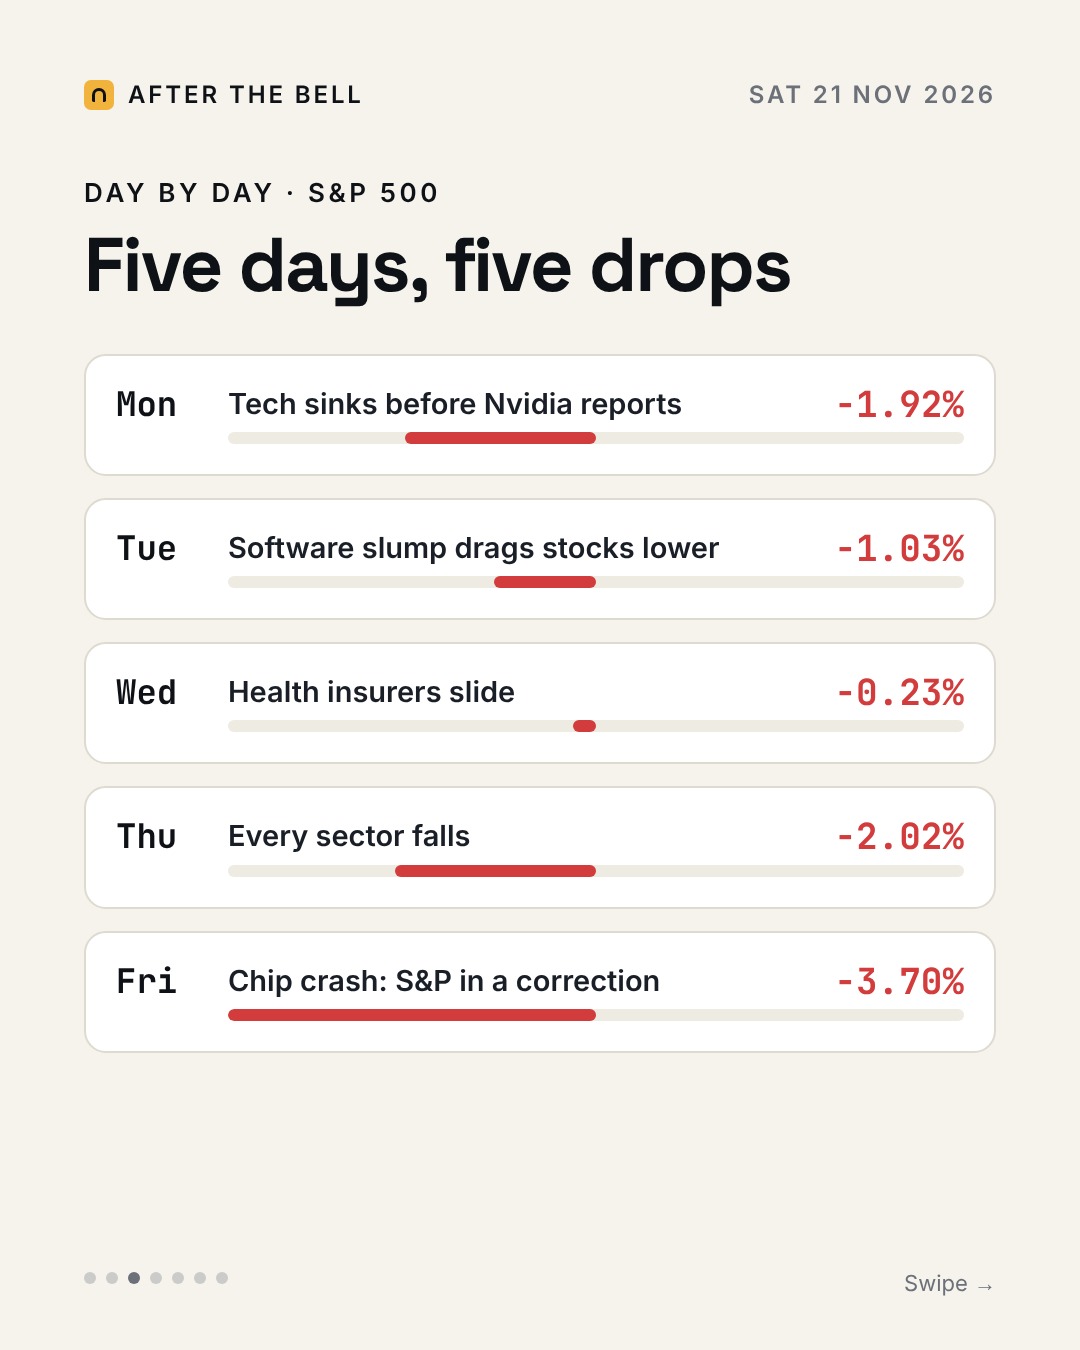 AFTER THE BELL
SAT 21 NOV 2026
DAY BY DAY · S&P 500
Five days, five drops
Mon Tech sinks before Nvidia reports -1.92%
Tue Software slump drags stocks lower -1.03%
Wed Health insurers slide -0.23%
Thu Every sector falls -2.02%
Fri Chip crash: S&P in a correction -3.70%
Swipe →